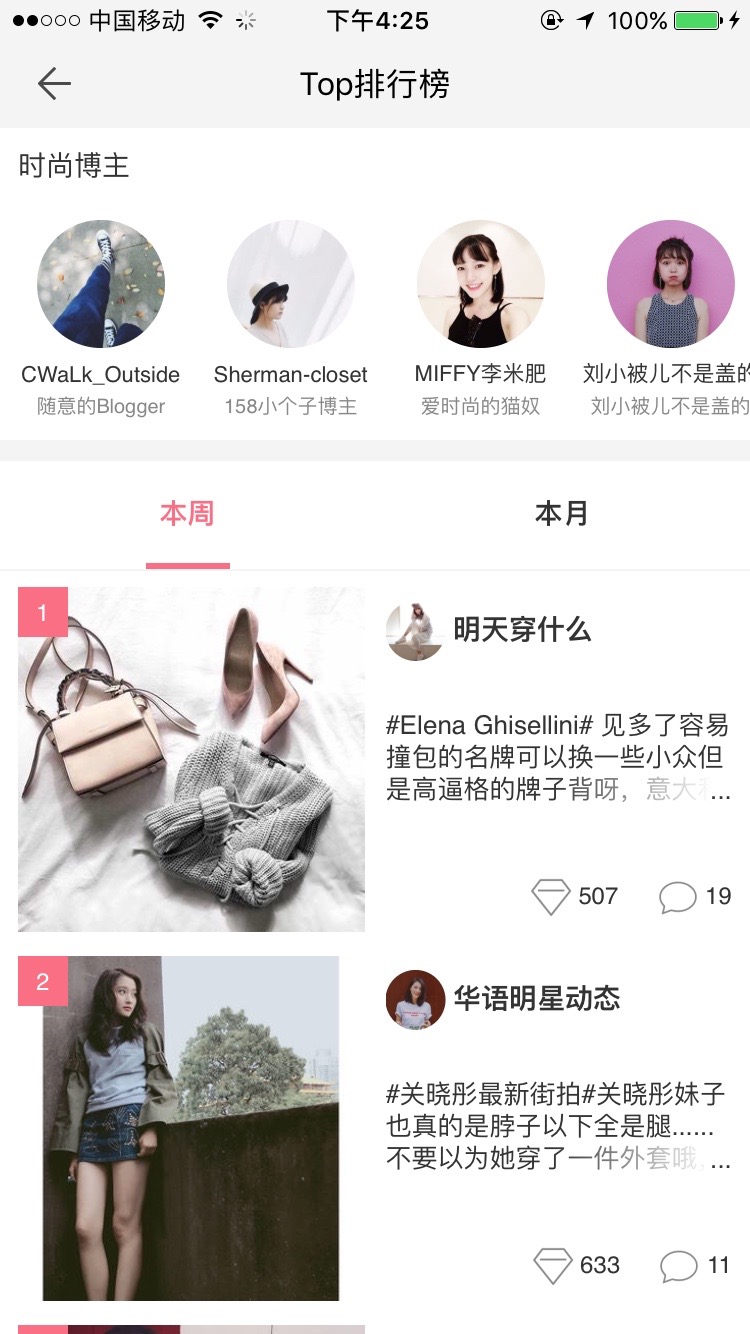 中国移动 下午4:25 100%
Top排行榜
时尚博主
CWaLk_Outside Sherman-closet MIFFY李米肥 刘小被儿不是盖的
随意的Blogger 158小个子博主 爱时尚的猫奴 刘小被儿不是盖的
本周 本月
1
明天穿什么
#Elena Ghisellini# 见多了容易
撞包的名牌可以换一些小众但
是高逼格的牌子背呀，意大...
507 19
2
华语明星动态
#关晓彤最新街拍#关晓彤妹子
也真的是脖子以下全是腿......
不要以为她穿了一件外套哦,...
633 11